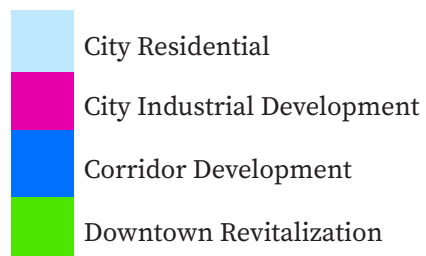 City Residential
City Industrial Development
Corridor Development
Downtown Revitalization